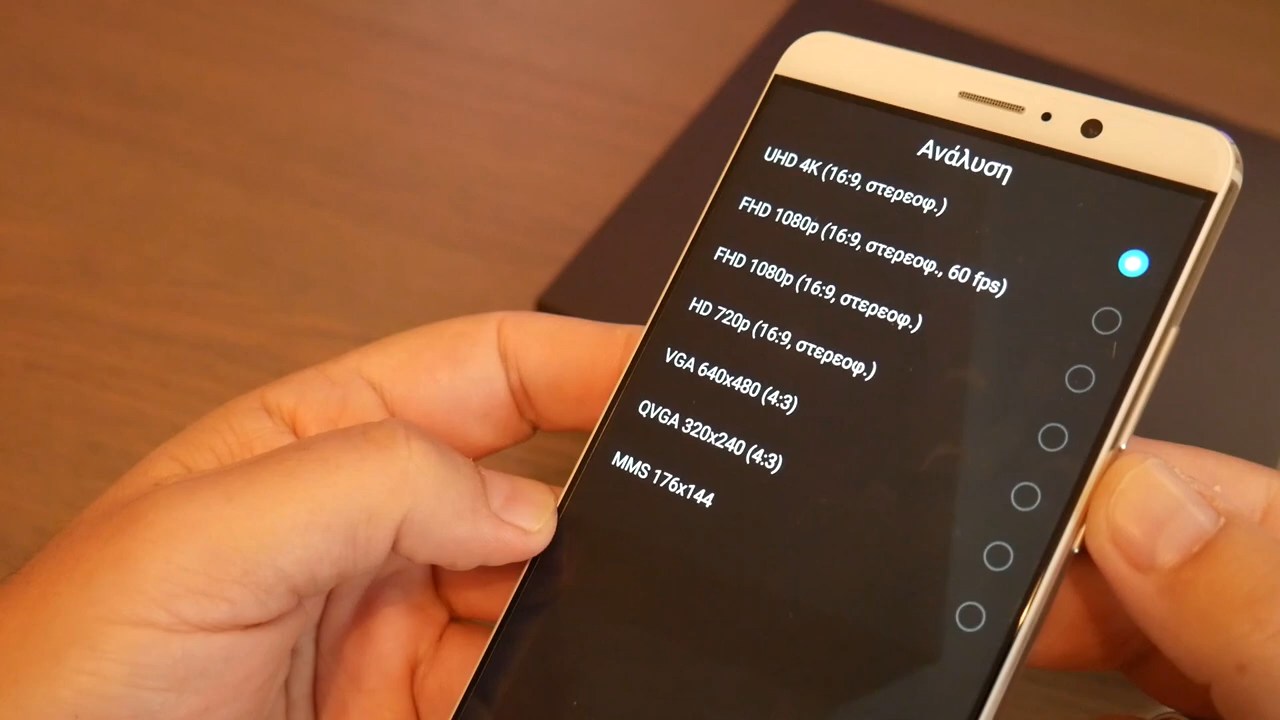 Ανάλυση
UHD 4K (16:9, στερεοφ.)
FHD 1080p (16:9, στερεοφ., 60 fps)
FHD 1080p (16:9, στερεοφ.)
HD 720p (16:9, στερεοφ.)
VGA 640x480 (4:3)
QVGA 320x240 (4:3)
MMS 176x144